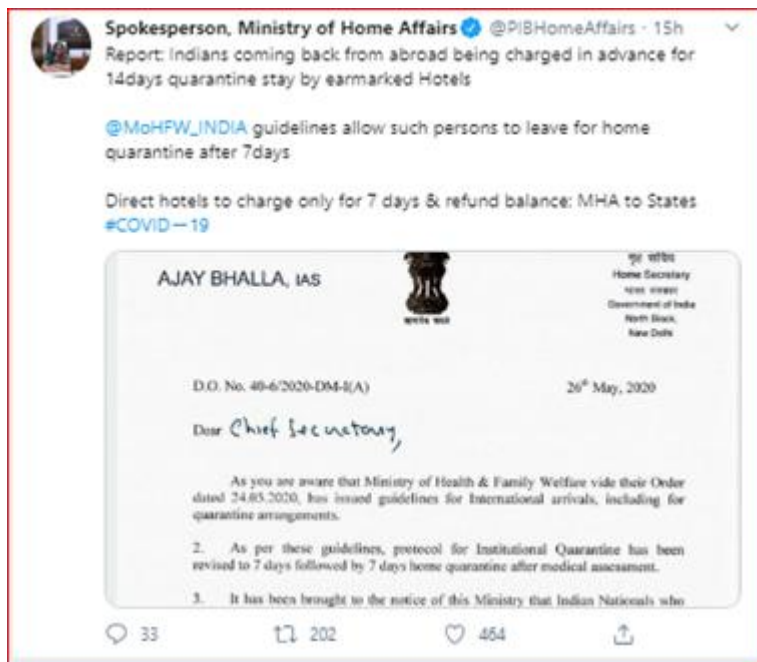 Spokesperson, Ministry of Home Affairs @PIBHomeAffairs · 15h
Report: Indians coming back from abroad being charged in advance for
14days quarantine stay by earmarked Hotels
@MoHFW_INDIA guidelines allow such persons to leave for home
quarantine after 7days
Direct hotels to charge only for 7 days & refund balance: MHA to States
#COVID—19
AJAY BHALLA, IAS
गृह सचिव
Home Secretary
भारत सरकार
Government of India
North Block,
New Delhi
सत्यमेव जयते
D.O. No. 40-6/2020-DM-I(A)
26th May, 2020
Dear Chief Secretary,
As you are aware that Ministry of Health & Family Welfare vide their Order
dated 24.05.2020, has issued guidelines for International arrivals, including for
quarantine arrangements.
2. As per these guidelines, protocol for Institutional Quarantine has been
revised to 7 days followed by 7 days home quarantine after medical assessment.
3. It has been brought to the notice of this Ministry that Indian Nationals who
33
202
464